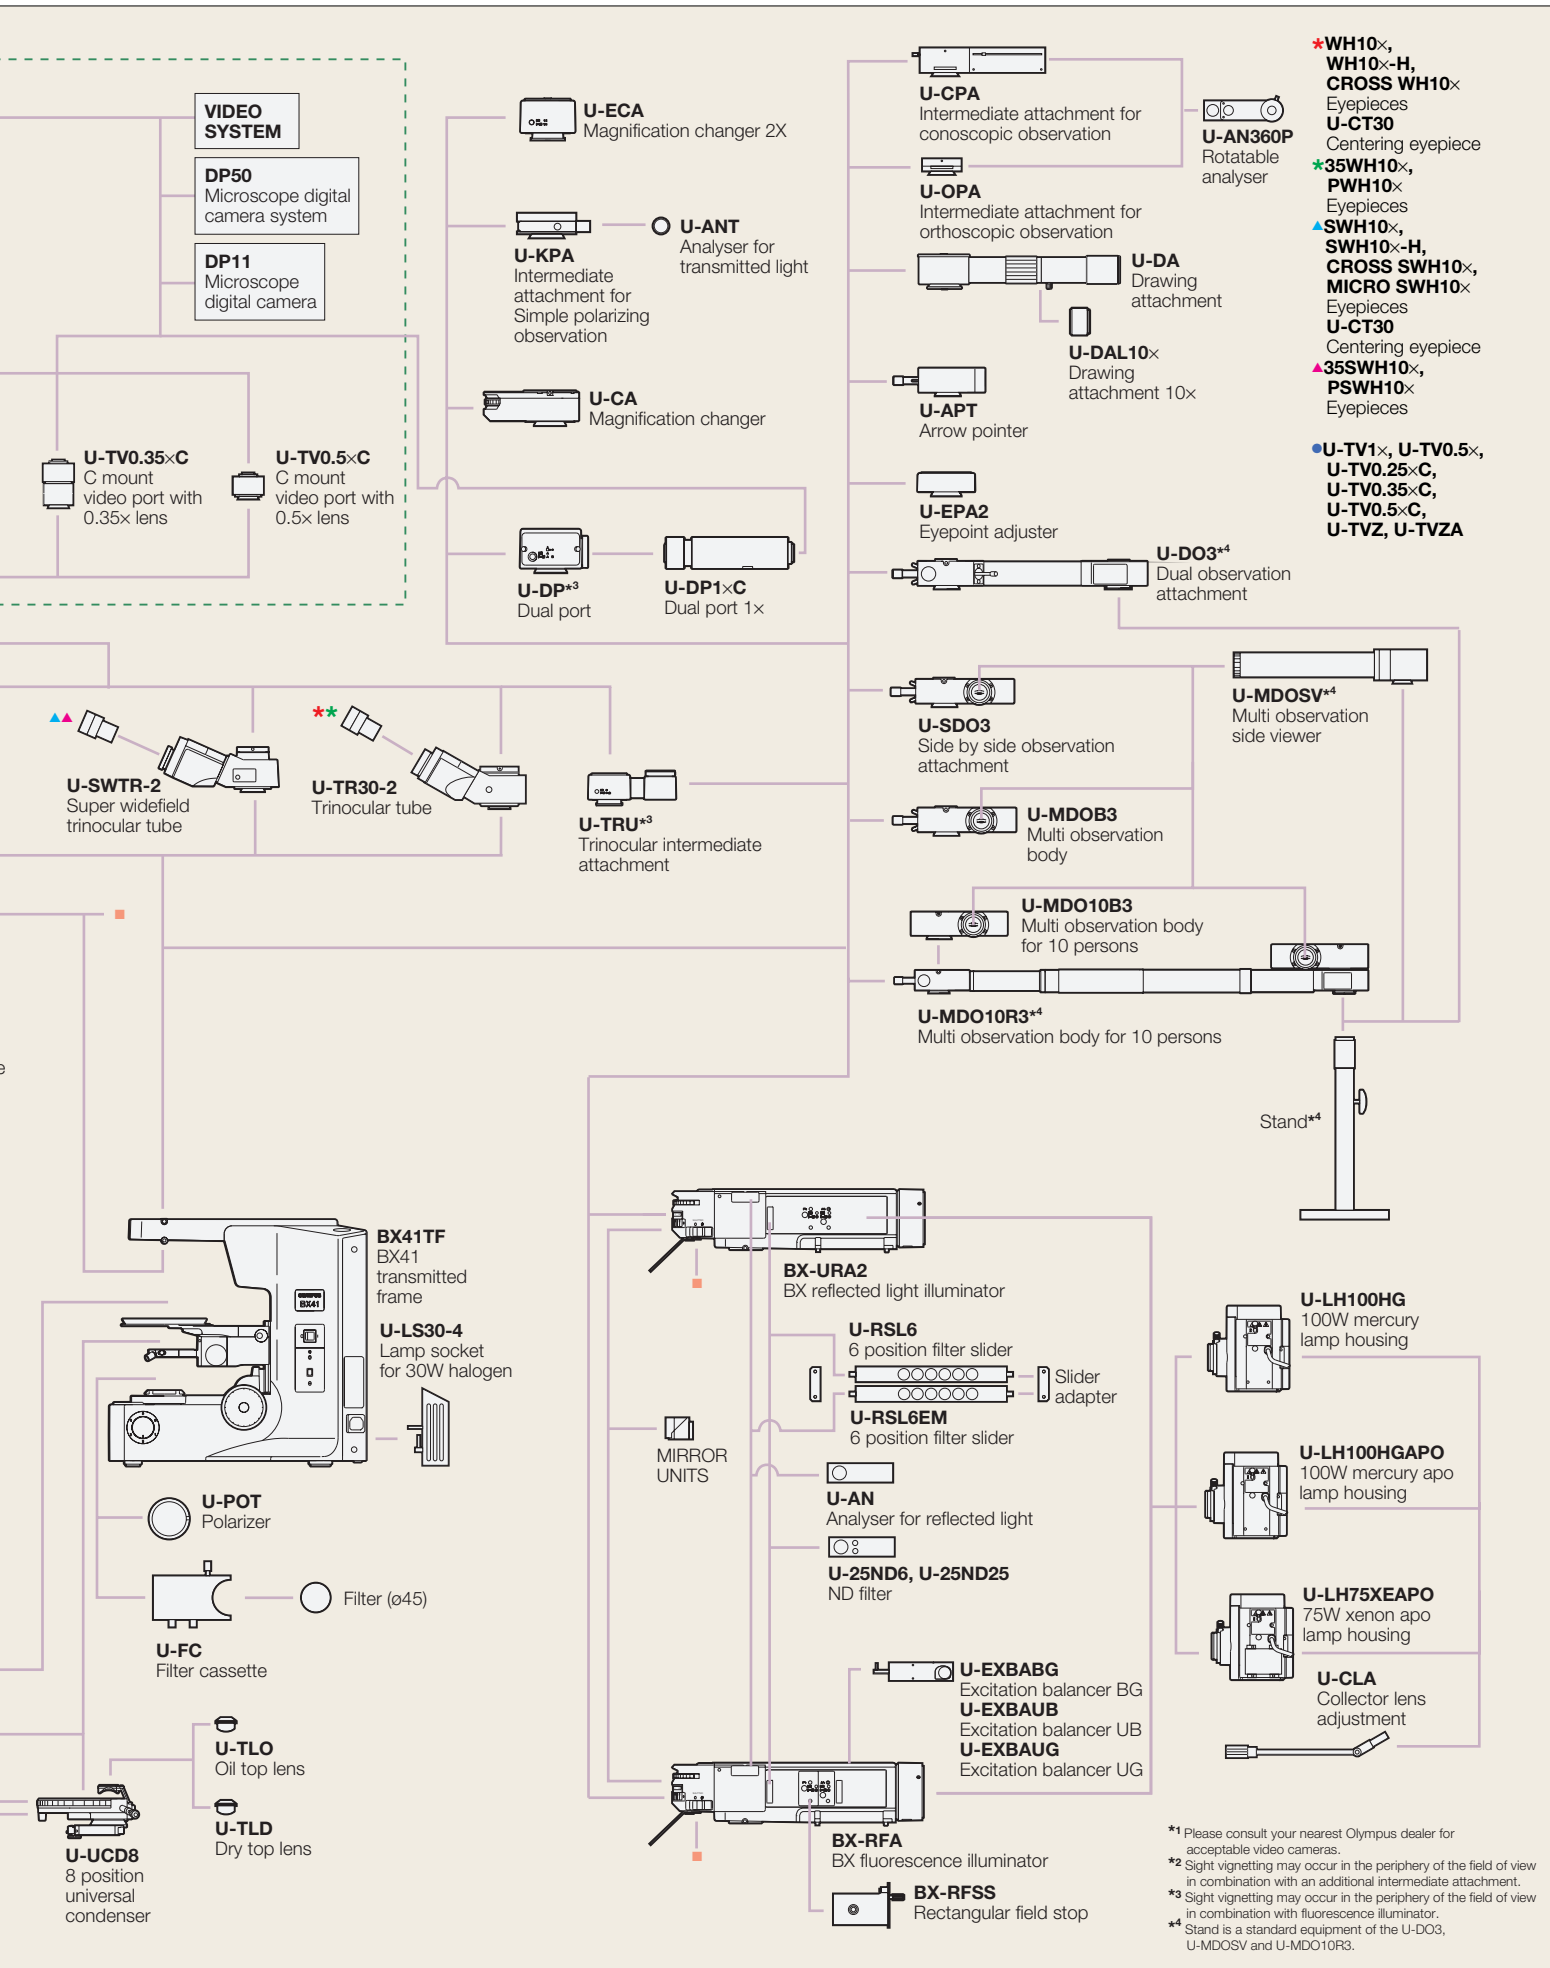 VIDEO
SYSTEM
DP50
Microscope digital
camera system
DP11
Microscope
digital camera
U-TV0.35×C
C mount
video port with
0.35× lens
U-TV0.5×C
C mount
video port with
0.5× lens
U-ECA
Magnification changer 2X
U-KPA
Intermediate
attachment for
Simple polarizing
observation
U-ANT
Analyser for
transmitted light
U-CA
Magnification changer
U-DP*3
Dual port
U-DP1×C
Dual port 1×
U-CPA
Intermediate attachment for
conoscopic observation
U-AN360P
Rotatable
analyser
U-OPA
Intermediate attachment for
orthoscopic observation
U-DA
Drawing
attachment
U-DAL10×
Drawing
attachment 10×
U-APT
Arrow pointer
U-EPA2
Eyepoint adjuster
U-DO3*4
Dual observation
attachment
*WH10×,
WH10×-H,
CROSS WH10×
Eyepieces
U-CT30
Centering eyepiece
*35WH10×,
PWH10×
Eyepieces
▲SWH10×,
SWH10×-H,
CROSS SWH10×,
MICRO SWH10×
Eyepieces
U-CT30
Centering eyepiece
▲35SWH10×,
PSWH10×
Eyepieces
●U-TV1×, U-TV0.5×,
U-TV0.25×C,
U-TV0.35×C,
U-TV0.5×C,
U-TVZ, U-TVZA
▲▲
U-SWTR-2
Super widefield
trinocular tube
**
U-TR30-2
Trinocular tube
U-TRU*3
Trinocular intermediate
attachment
U-SDO3
Side by side observation
attachment
U-MDOSV*4
Multi observation
side viewer
U-MDOB3
Multi observation
body
U-MDO10B3
Multi observation body
for 10 persons
U-MDO10R3*4
Multi observation body for 10 persons
e
Stand*4
BX41TF
BX41
transmitted
frame
OLYMPUS
BX41
U-LS30-4
Lamp socket
for 30W halogen
U-POT
Polarizer
U-FC
Filter cassette
Filter (ø45)
U-TLO
Oil top lens
U-TLD
Dry top lens
U-UCD8
8 position
universal
condenser
BX-URA2
BX reflected light illuminator
U-RSL6
6 position filter slider
Slider
adapter
U-RSL6EM
6 position filter slider
MIRROR
UNITS
U-AN
Analyser for reflected light
U-25ND6, U-25ND25
ND filter
U-EXBABG
Excitation balancer BG
U-EXBAUB
Excitation balancer UB
U-EXBAUG
Excitation balancer UG
BX-RFA
BX fluorescence illuminator
BX-RFSS
Rectangular field stop
U-LH100HG
100W mercury
lamp housing
U-LH100HGAPO
100W mercury apo
lamp housing
U-LH75XEAPO
75W xenon apo
lamp housing
U-CLA
Collector lens
adjustment
*1 Please consult your nearest Olympus dealer for
acceptable video cameras.
*2 Sight vignetting may occur in the periphery of the field of view
in combination with an additional intermediate attachment.
*3 Sight vignetting may occur in the periphery of the field of view
in combination with fluorescence illuminator.
*4 Stand is a standard equipment of the U-DO3,
U-MDOSV and U-MDO10R3.